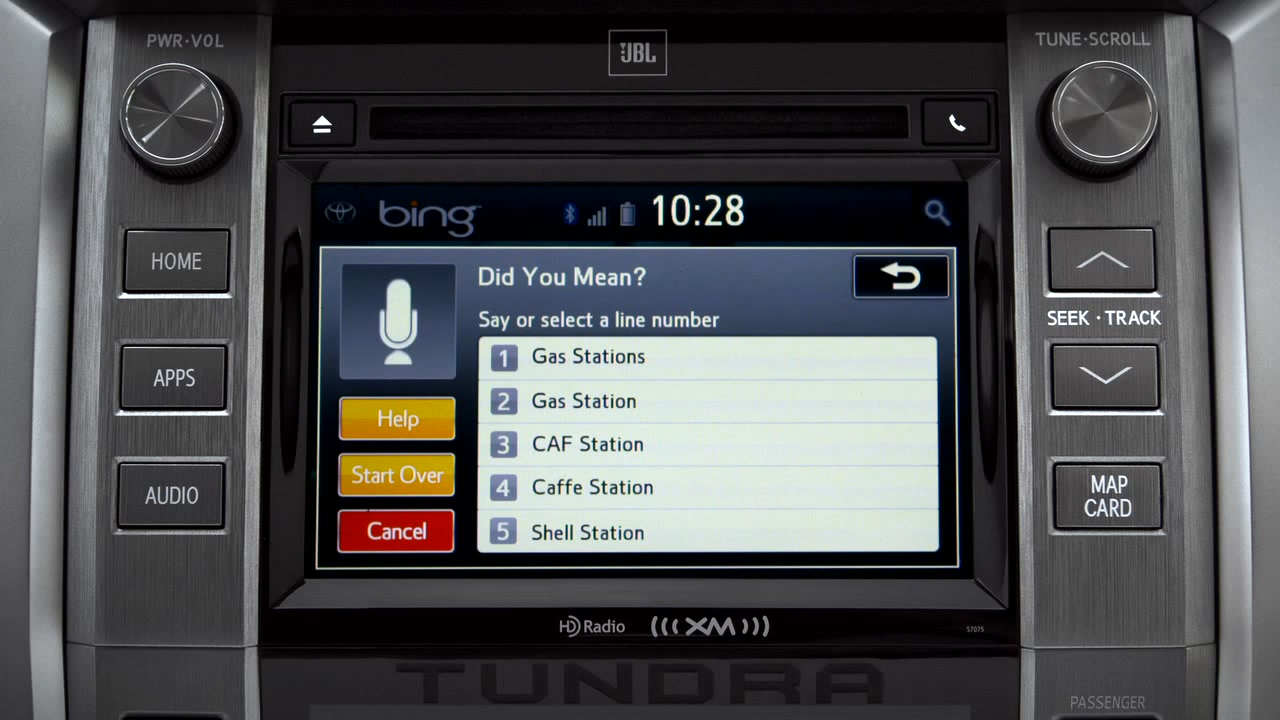 PWR·VOL
JBL
TUNE·SCROLL
bing
10:28
HOME
Did You Mean?
Say or select a line number
SEEK · TRACK
1 Gas Stations
APPS
2 Gas Station
Help
3 CAF Station
Start Over
4 Caffe Station
AUDIO
MAP
CARD
Cancel
5 Shell Station
HD Radio
XM
57075
TUNDRA
PASSENGER